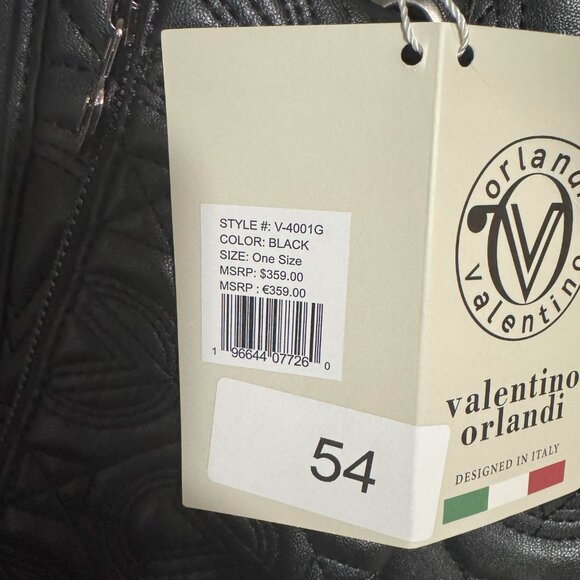 STYLE #: V-4001G
COLOR: BLACK
SIZE: One Size
MSRP: $359.00
MSRP : €359.00
1 96644 07726 0
54
orlandi
V
valentino
valentino
orlandi
DESIGNED IN ITALY